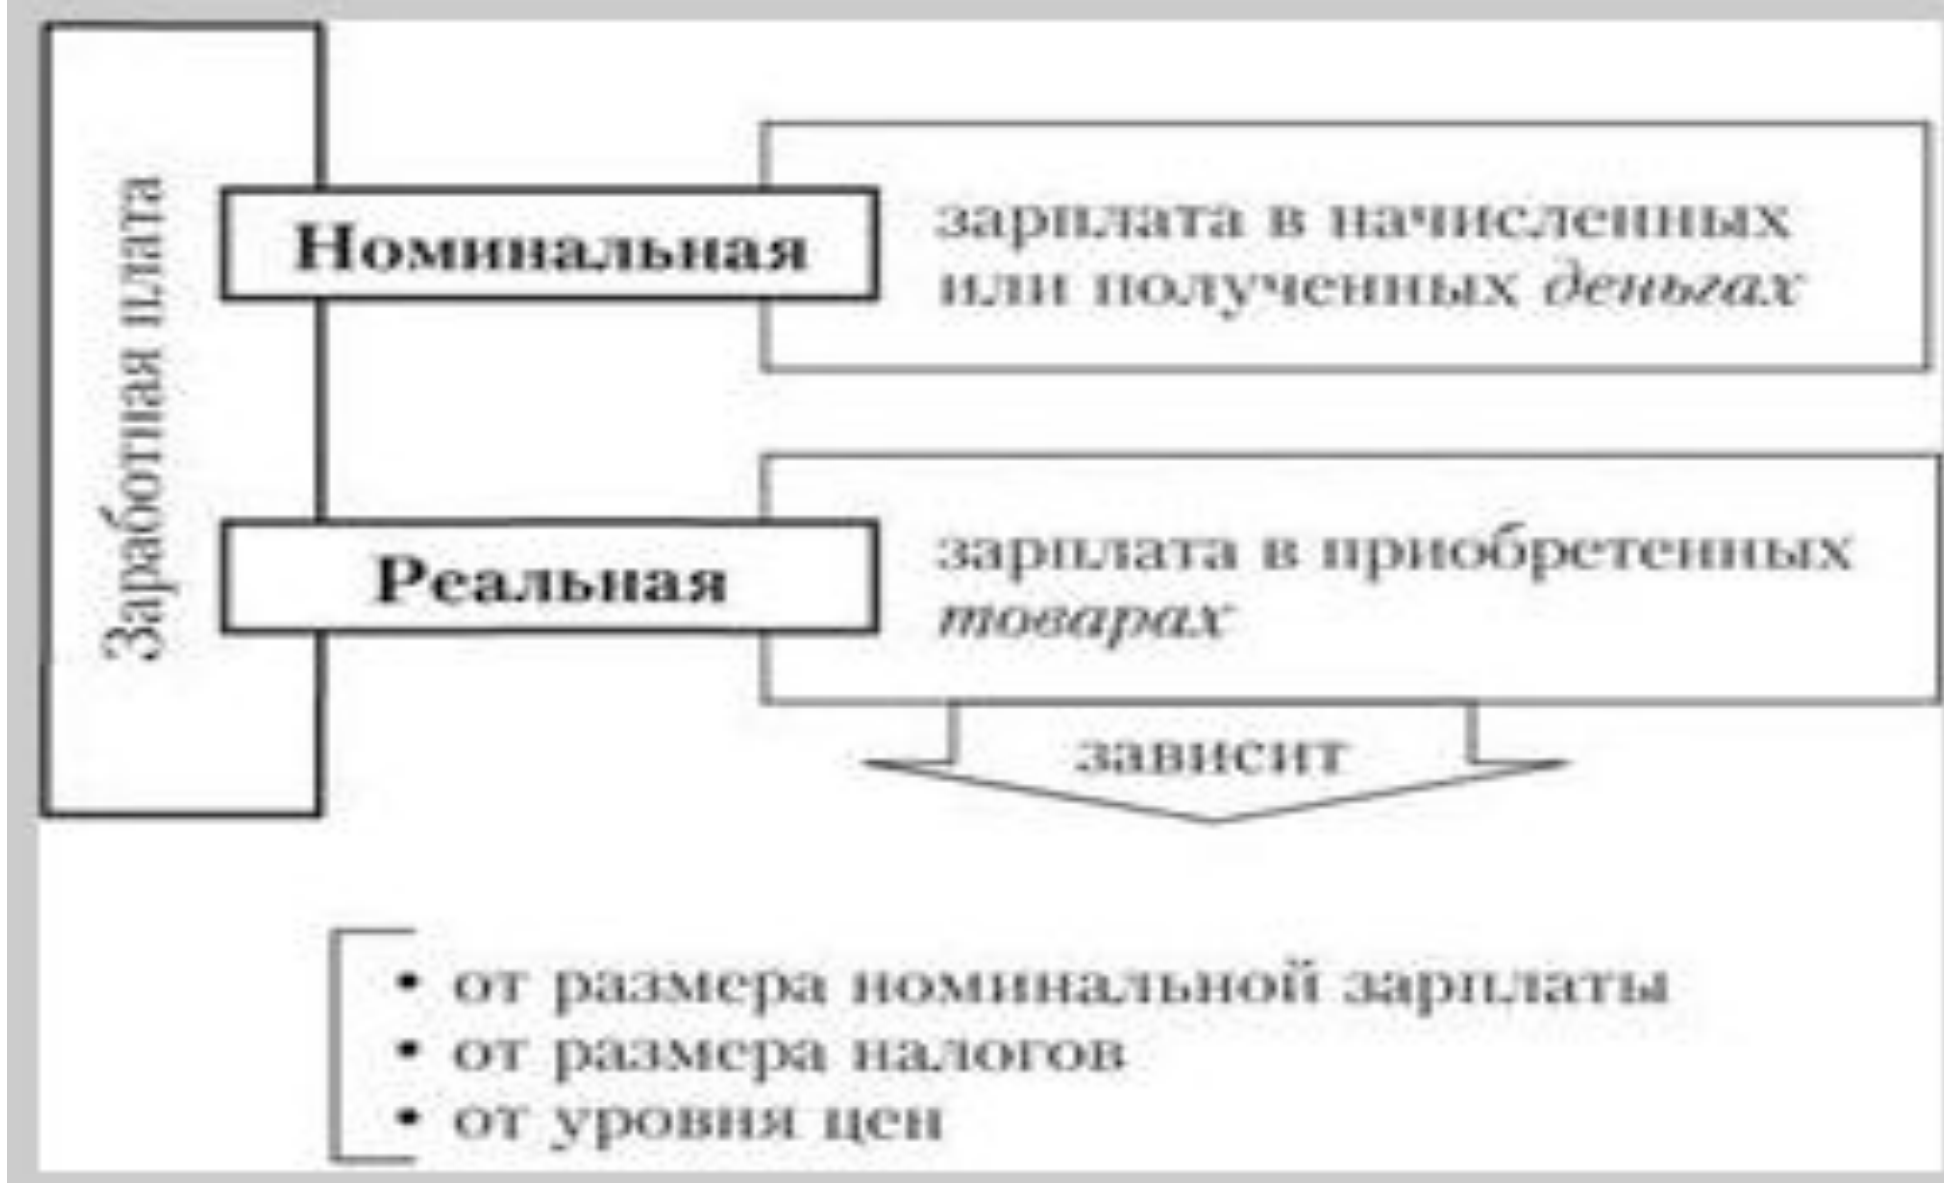 Заработная плата
Номинальная
зарплата в начисленных
или полученных деньгах
Реальная
зарплата в приобретенных
товарах
зависит
• от размера номинальной зарплаты
• от размера налогов
• от уровня цен